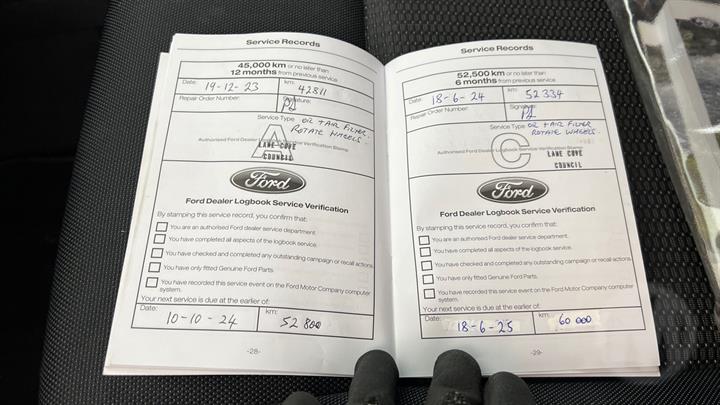 Service Records
45,000 km or no later than
12 months from previous service
Date: 19-12-23 km: 42811
Repair Order Number: Signature:
Service Type OIL + AIR FILTER.
ROTATE WHEELS.
A
Authorised Ford Dealer Logbook Service Verification Stamp
LANE COVE
COUNCIL
Ford
Ford Dealer Logbook Service Verification
By stamping this service record, you confirm that:
You are an authorised Ford dealer service department.
You have completed all aspects of the logbook service.
You have checked and completed any outstanding campaign or recall actions.
You have only fitted Genuine Ford Parts.
You have recorded this service event on the Ford Motor Company computer
system.
Your next service is due at the earlier of:
Date: km:
10-10-24 52800
-28-
Service Records
52,500 km or no later than
6 months from previous service
Date: 18-6-24 km: 52334
Repair Order Number: Signature:
Service Type OIL + AIR FILTER
ROTATE WHEELS.
C
Authorised Ford Dealer Logbook Service Verification Stamp
LANE COVE
COUNCIL
Ford
Ford Dealer Logbook Service Verification
By stamping this service record, you confirm that:
You are an authorised Ford dealer service department.
You have completed all aspects of the logbook service.
You have checked and completed any outstanding campaign or recall actions.
You have only fitted Genuine Ford Parts.
You have recorded this service event on the Ford Motor Company computer
system.
Your next service is due at the earlier of:
Date: 18-6-25 km: 60 000
-29-